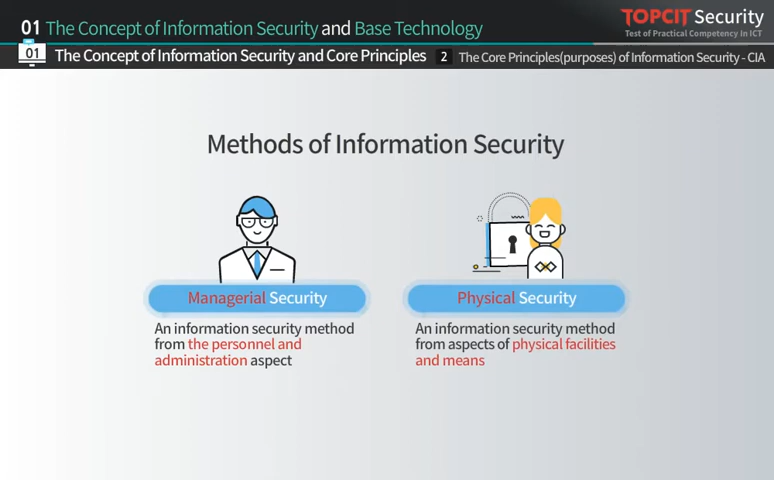 01 The Concept of Information Security and Base Technology
TOPCIT Security
Test of Practical Competency In ICT
01 The Concept of Information Security and Core Principles 2 The Core Principles(purposes) of Information Security - CIA
Methods of Information Security
Managerial Security
An information security method
from the personnel and
administration aspect
Physical Security
An information security method
from aspects of physical facilities
and means